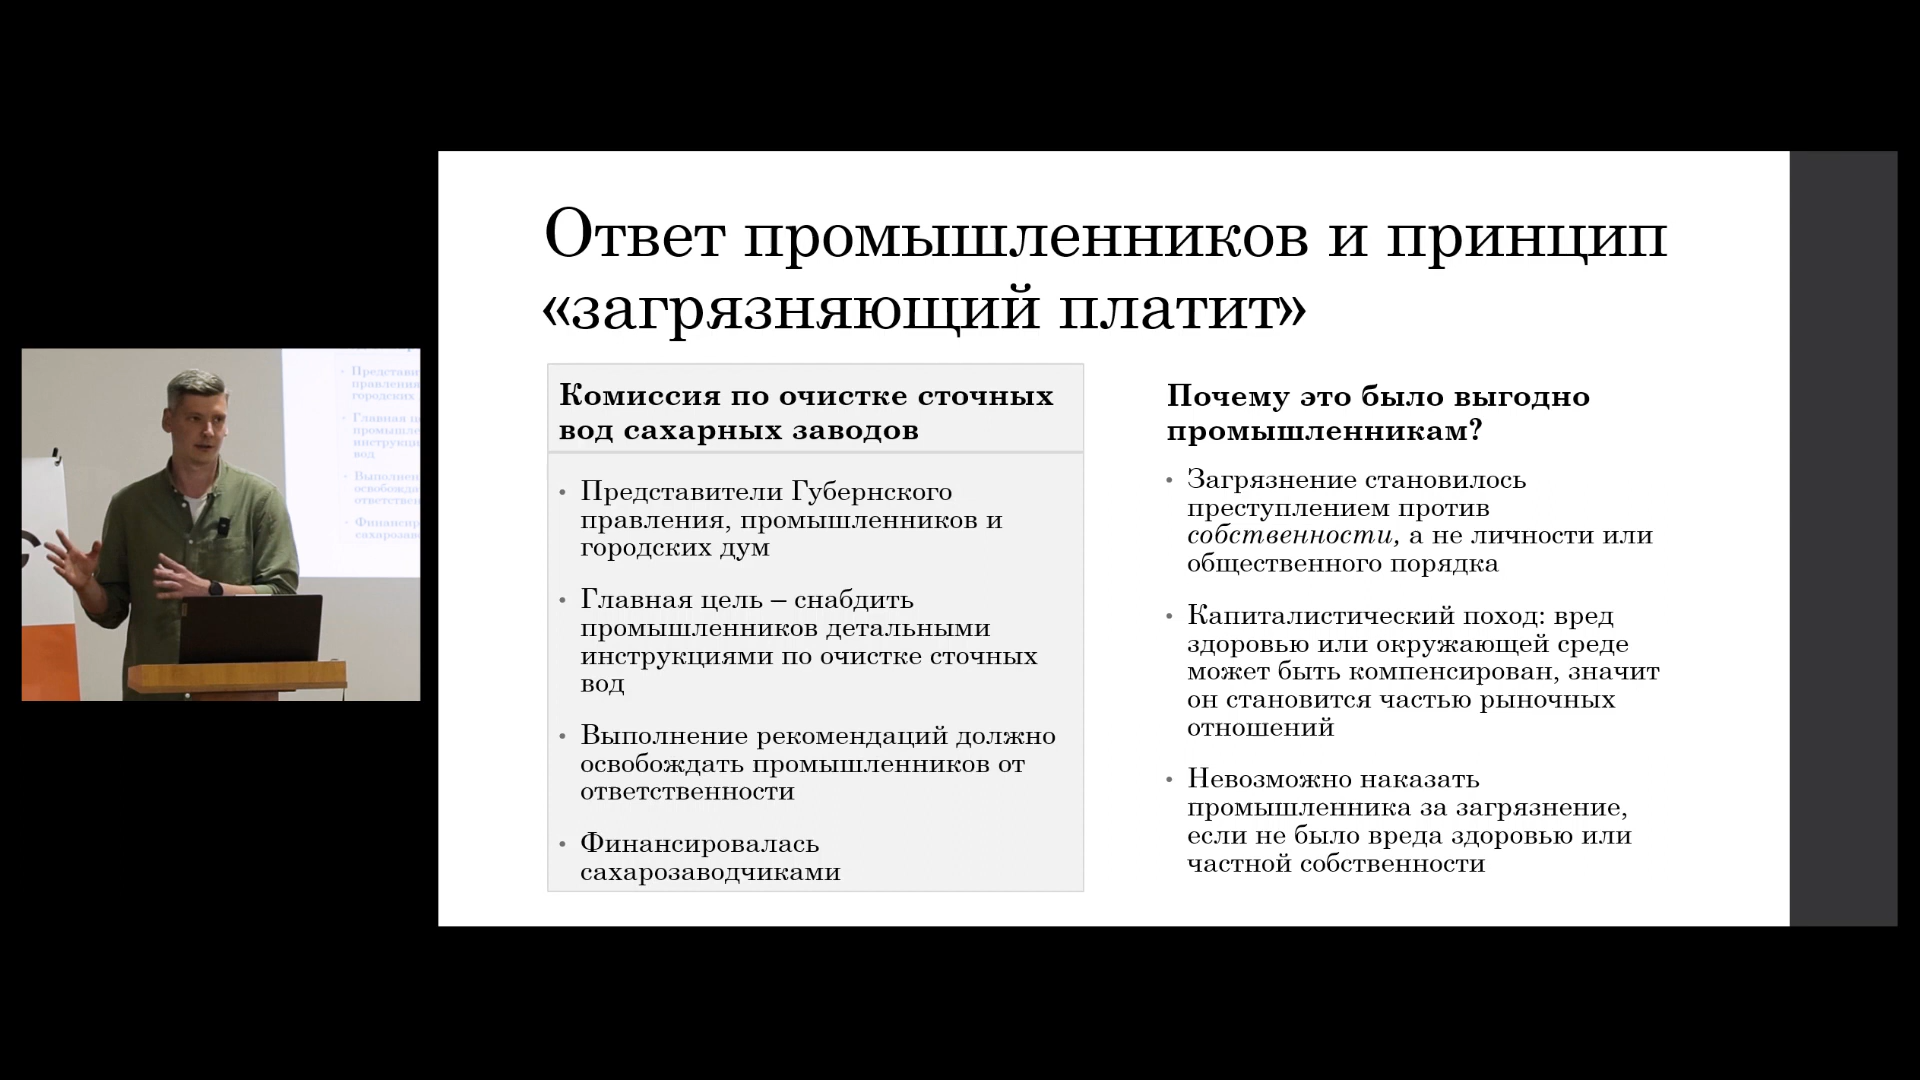 Ответ промышленников и принцип
«загрязняющий платит»
Комиссия по очистке сточных
вод сахарных заводов
• Представители Губернского
правления, промышленников и
городских дум
• Главная цель – снабдить
промышленников детальными
инструкциями по очистке сточных
вод
• Выполнение рекомендаций должно
освобождать промышленников от
ответственности
• Финансировалась
сахарозаводчиками
Почему это было выгодно
промышленникам?
• Загрязнение становилось
преступлением против
собственности, а не личности или
общественного порядка
• Капиталистический поход: вред
здоровью или окружающей среде
может быть компенсирован, значит
он становится частью рыночных
отношений
• Невозможно наказать
промышленника за загрязнение,
если не было вреда здоровью или
частной собственности